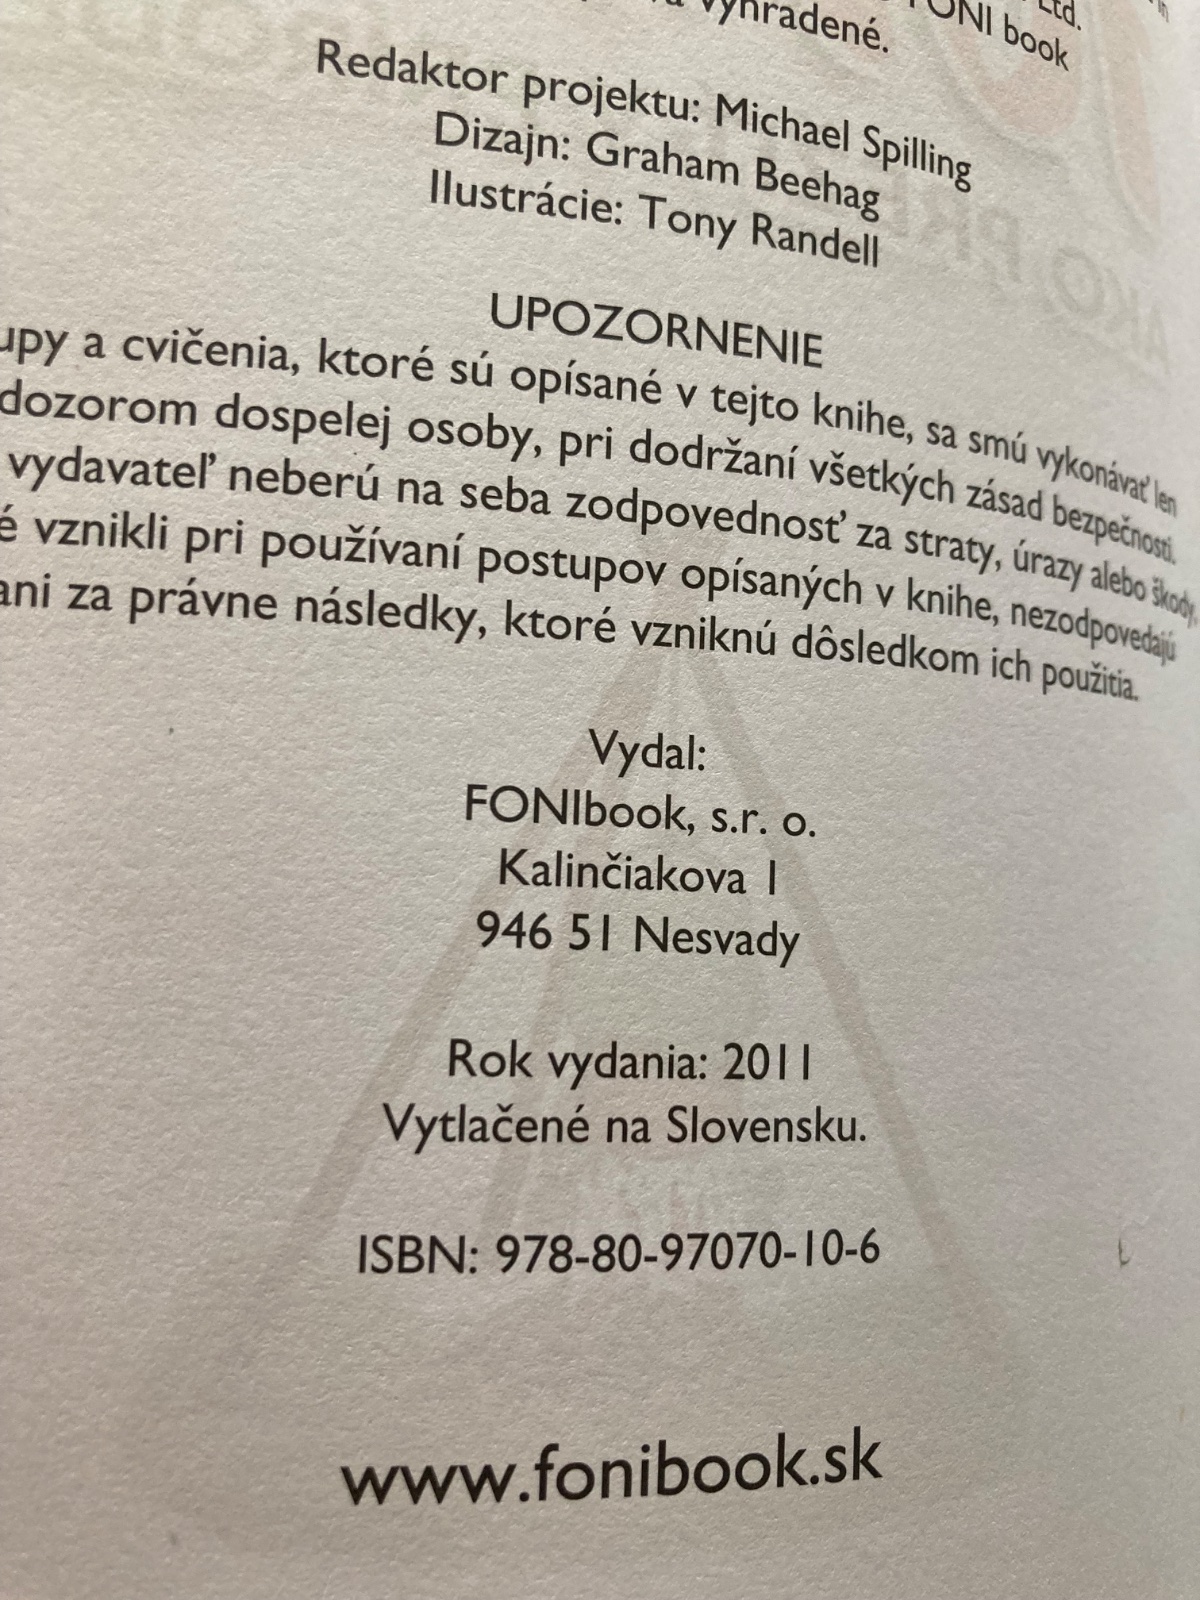 Ltd.
vyhradené. FONI book
Redaktor projektu: Michael Spilling
Dizajn: Graham Beehag
Ilustrácie: Tony Randell
UPOZORNENIE
upy a cvičenia, ktoré sú opísané v tejto knihe, sa smú vykonávať len
dozorom dospelej osoby, pri dodržaní všetkých zásad bezpečnosti.
vydavateľ neberú na seba zodpovednosť za straty, úrazy alebo škody,
é vznikli pri používaní postupov opísaných v knihe, nezodpovedajú
ani za právne následky, ktoré vzniknú dôsledkom ich použitia.
Vydal:
FONIbook, s.r. o.
Kalinčiakova 1
946 51 Nesvady
Rok vydania: 2011
Vytlačené na Slovensku.
ISBN: 978-80-97070-10-6
www.fonibook.sk